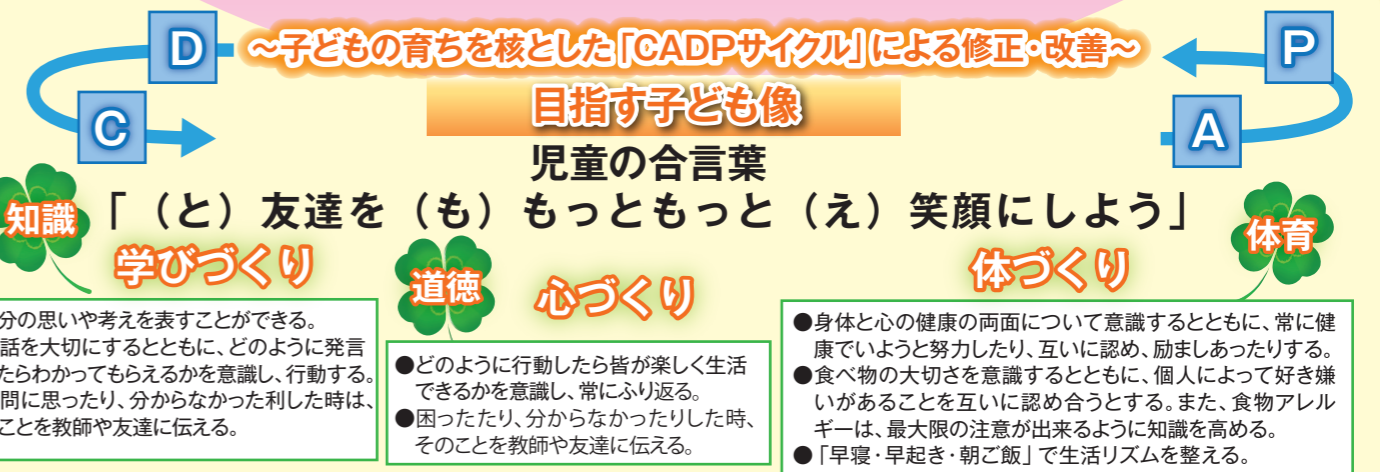 D
～子どもの育ちを核とした「CADPサイクル」による修正・改善～
P
C
目指す子ども像
A
児童の合言葉
知識
「（と）友達を（も）もっともっと（え）笑顔にしよう」
体育
学びづくり
分の思いや考えを表すことができる。
話を大切にするとともに、どのように発言
たらわかってもらえるかを意識し、行動する。
問に思ったり、分からなかった利した時は、
ことを教師や友達に伝える。
道徳
心づくり
●どのように行動したら皆が楽しく生活
できるかを意識し、常にふり返る。
●困ったたり、分からなかったりした時、
そのことを教師や友達に伝える。
体づくり
●身体と心の健康の両面について意識するとともに、常に健
康でいようと努力したり、互いに認め、励ましあったりする。
●食べ物の大切さを意識するとともに、個人によって好き嫌
いがあることを互いに認め合うとする。また、食物アレル
ギーは、最大限の注意が出来るように知識を高める。
●「早寝・早起き・朝ご飯」で生活リズムを整える。